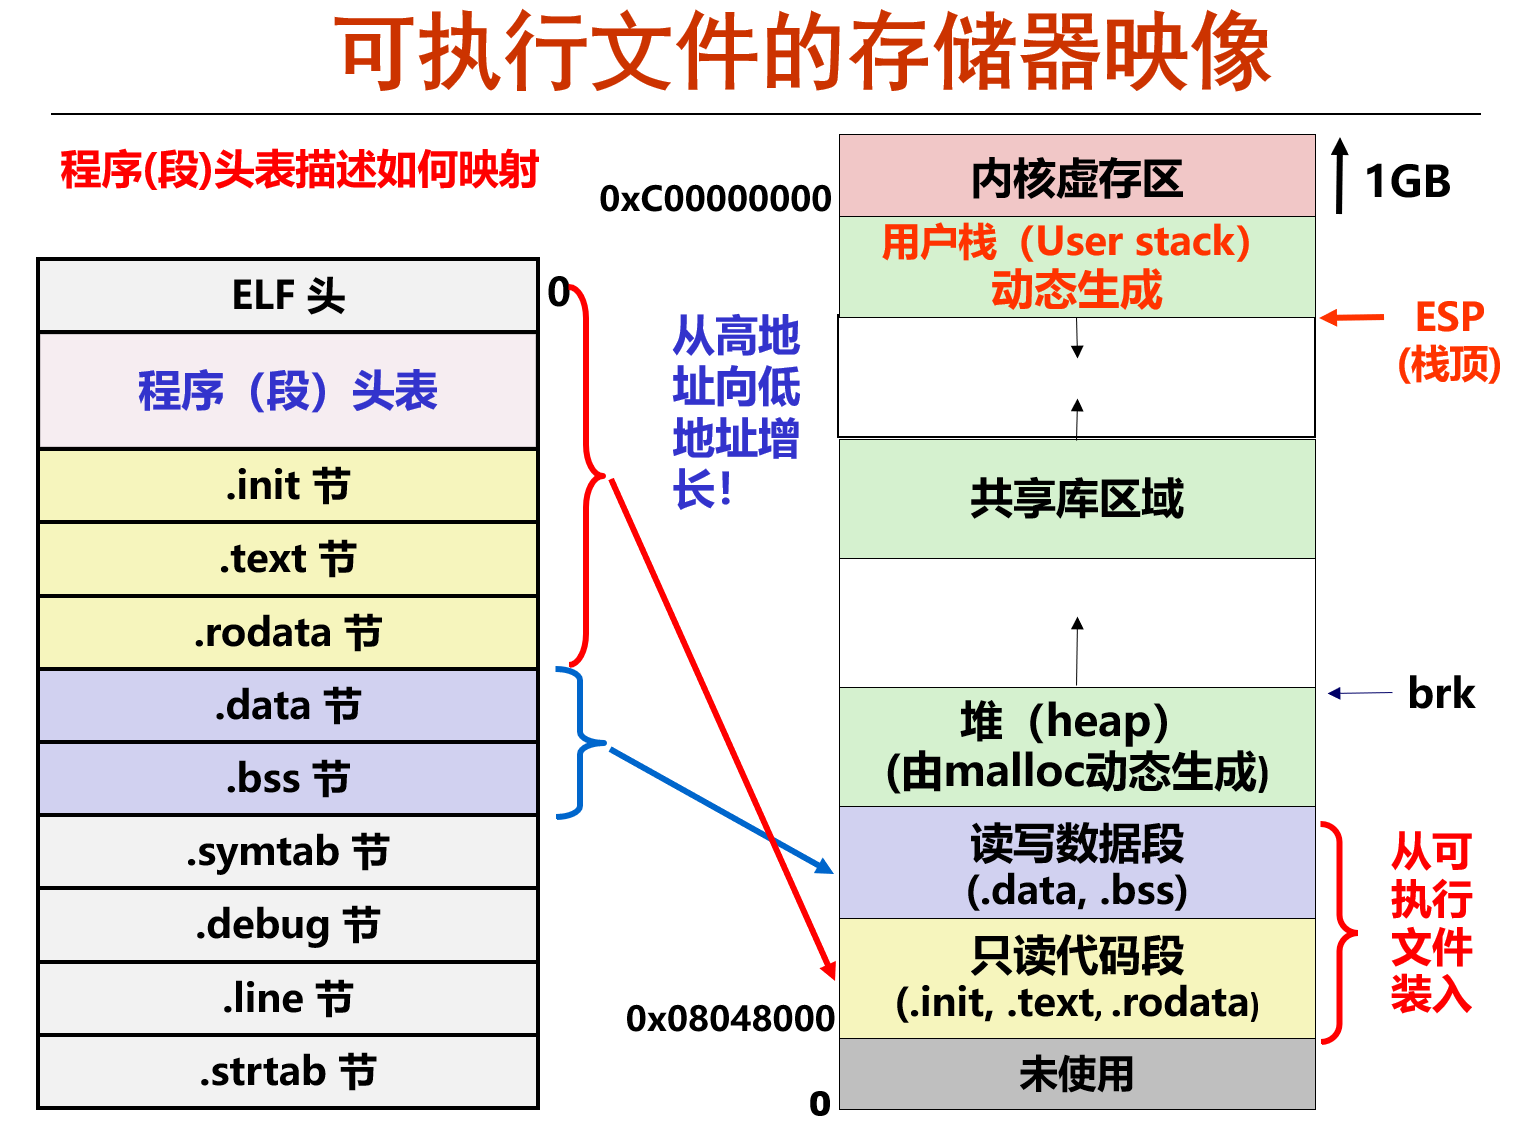 可执行文件的存储器映像
程序(段)头表描述如何映射
ELF 头
程序（段）头表
.init 节
.text 节
.rodata 节
.data 节
.bss 节
.symtab 节
.debug 节
.line 节
.strtab 节
0
从高地
址向低
地址增
长！
0xC00000000
0x08048000
0
内核虚存区
用户栈（User stack）
动态生成
共享库区域
堆（heap）
(由malloc动态生成)
读写数据段
(.data, .bss)
只读代码段
(.init, .text, .rodata)
未使用
1GB
ESP
(栈顶)
brk
从可
执行
文件
装入